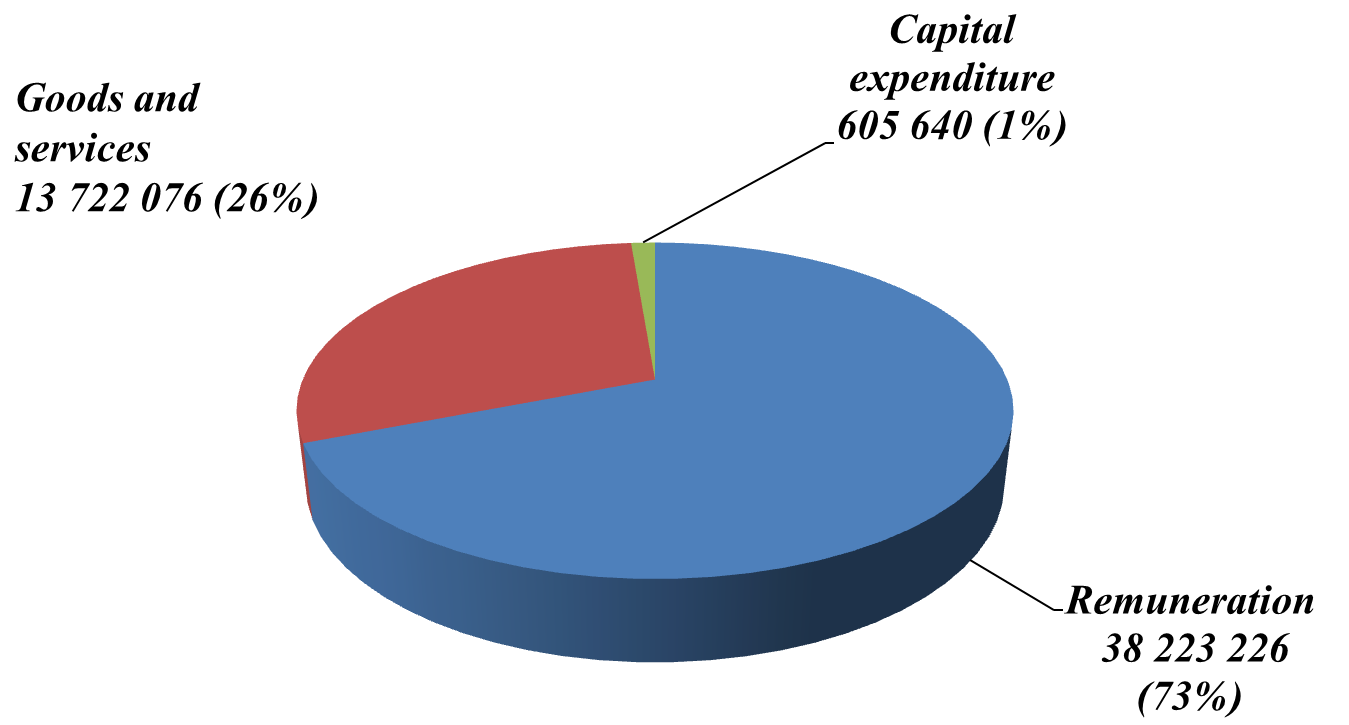 Capital
expenditure
605 640 (1%)
Goods and
services
13 722 076 (26%)
Remuneration
38 223 226
(73%)